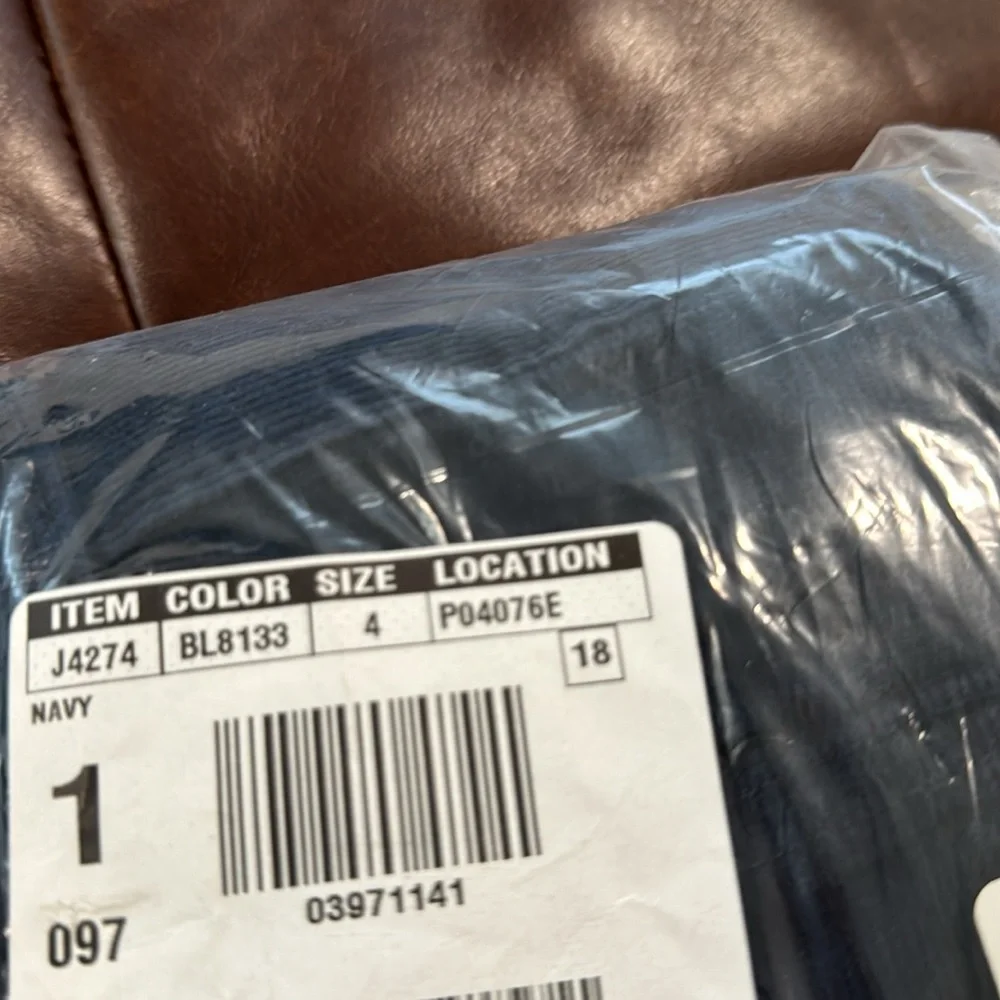 ITEM COLOR SIZE LOCATION
J4274 BL8133 4 P04076E
18
NAVY
1
03971141
097